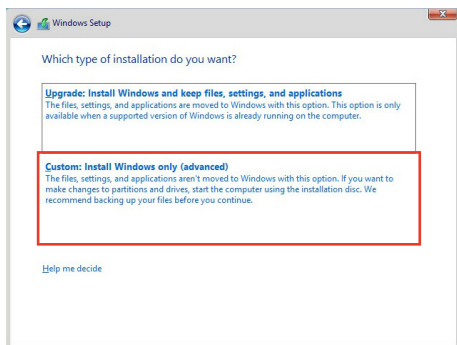 Windows Setup
Which type of installation do you want?
Upgrade: Install Windows and keep files, settings, and applications
The files, settings, and applications are moved to Windows with this option. This option is only
available when a supported version of Windows is already running on the computer.
Custom: Install Windows only (advanced)
The files, settings, and applications aren't moved to Windows with this option. If you want to
make changes to partitions and drives, start the computer using the installation disc. We
recommend backing up your files before you continue.
Help me decide